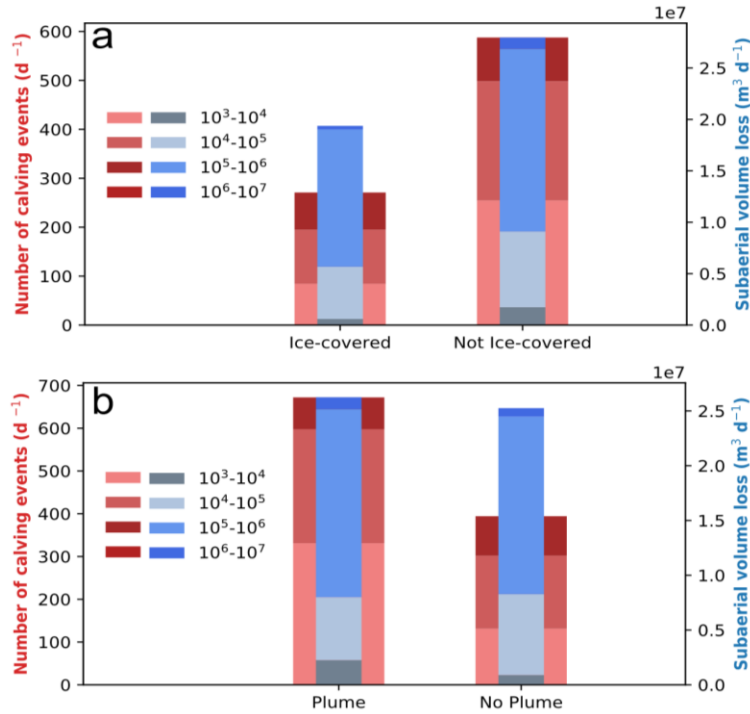 a
1e7
Number of calving events (d ⁻¹)
600
500
400
300
200
100
0
10³-10⁴
10⁴-10⁵
10⁵-10⁶
10⁶-10⁷
2.5
2.0
1.5
1.0
0.5
0.0
Subaerial volume loss (m³ d⁻¹)
Ice-covered
Not Ice-covered
b
1e7
Number of calving events (d ⁻¹)
700
600
500
400
300
200
100
0
10³-10⁴
10⁴-10⁵
10⁵-10⁶
10⁶-10⁷
2.5
2.0
1.5
1.0
0.5
0.0
Subaerial volume loss (m³ d⁻¹)
Plume
No Plume